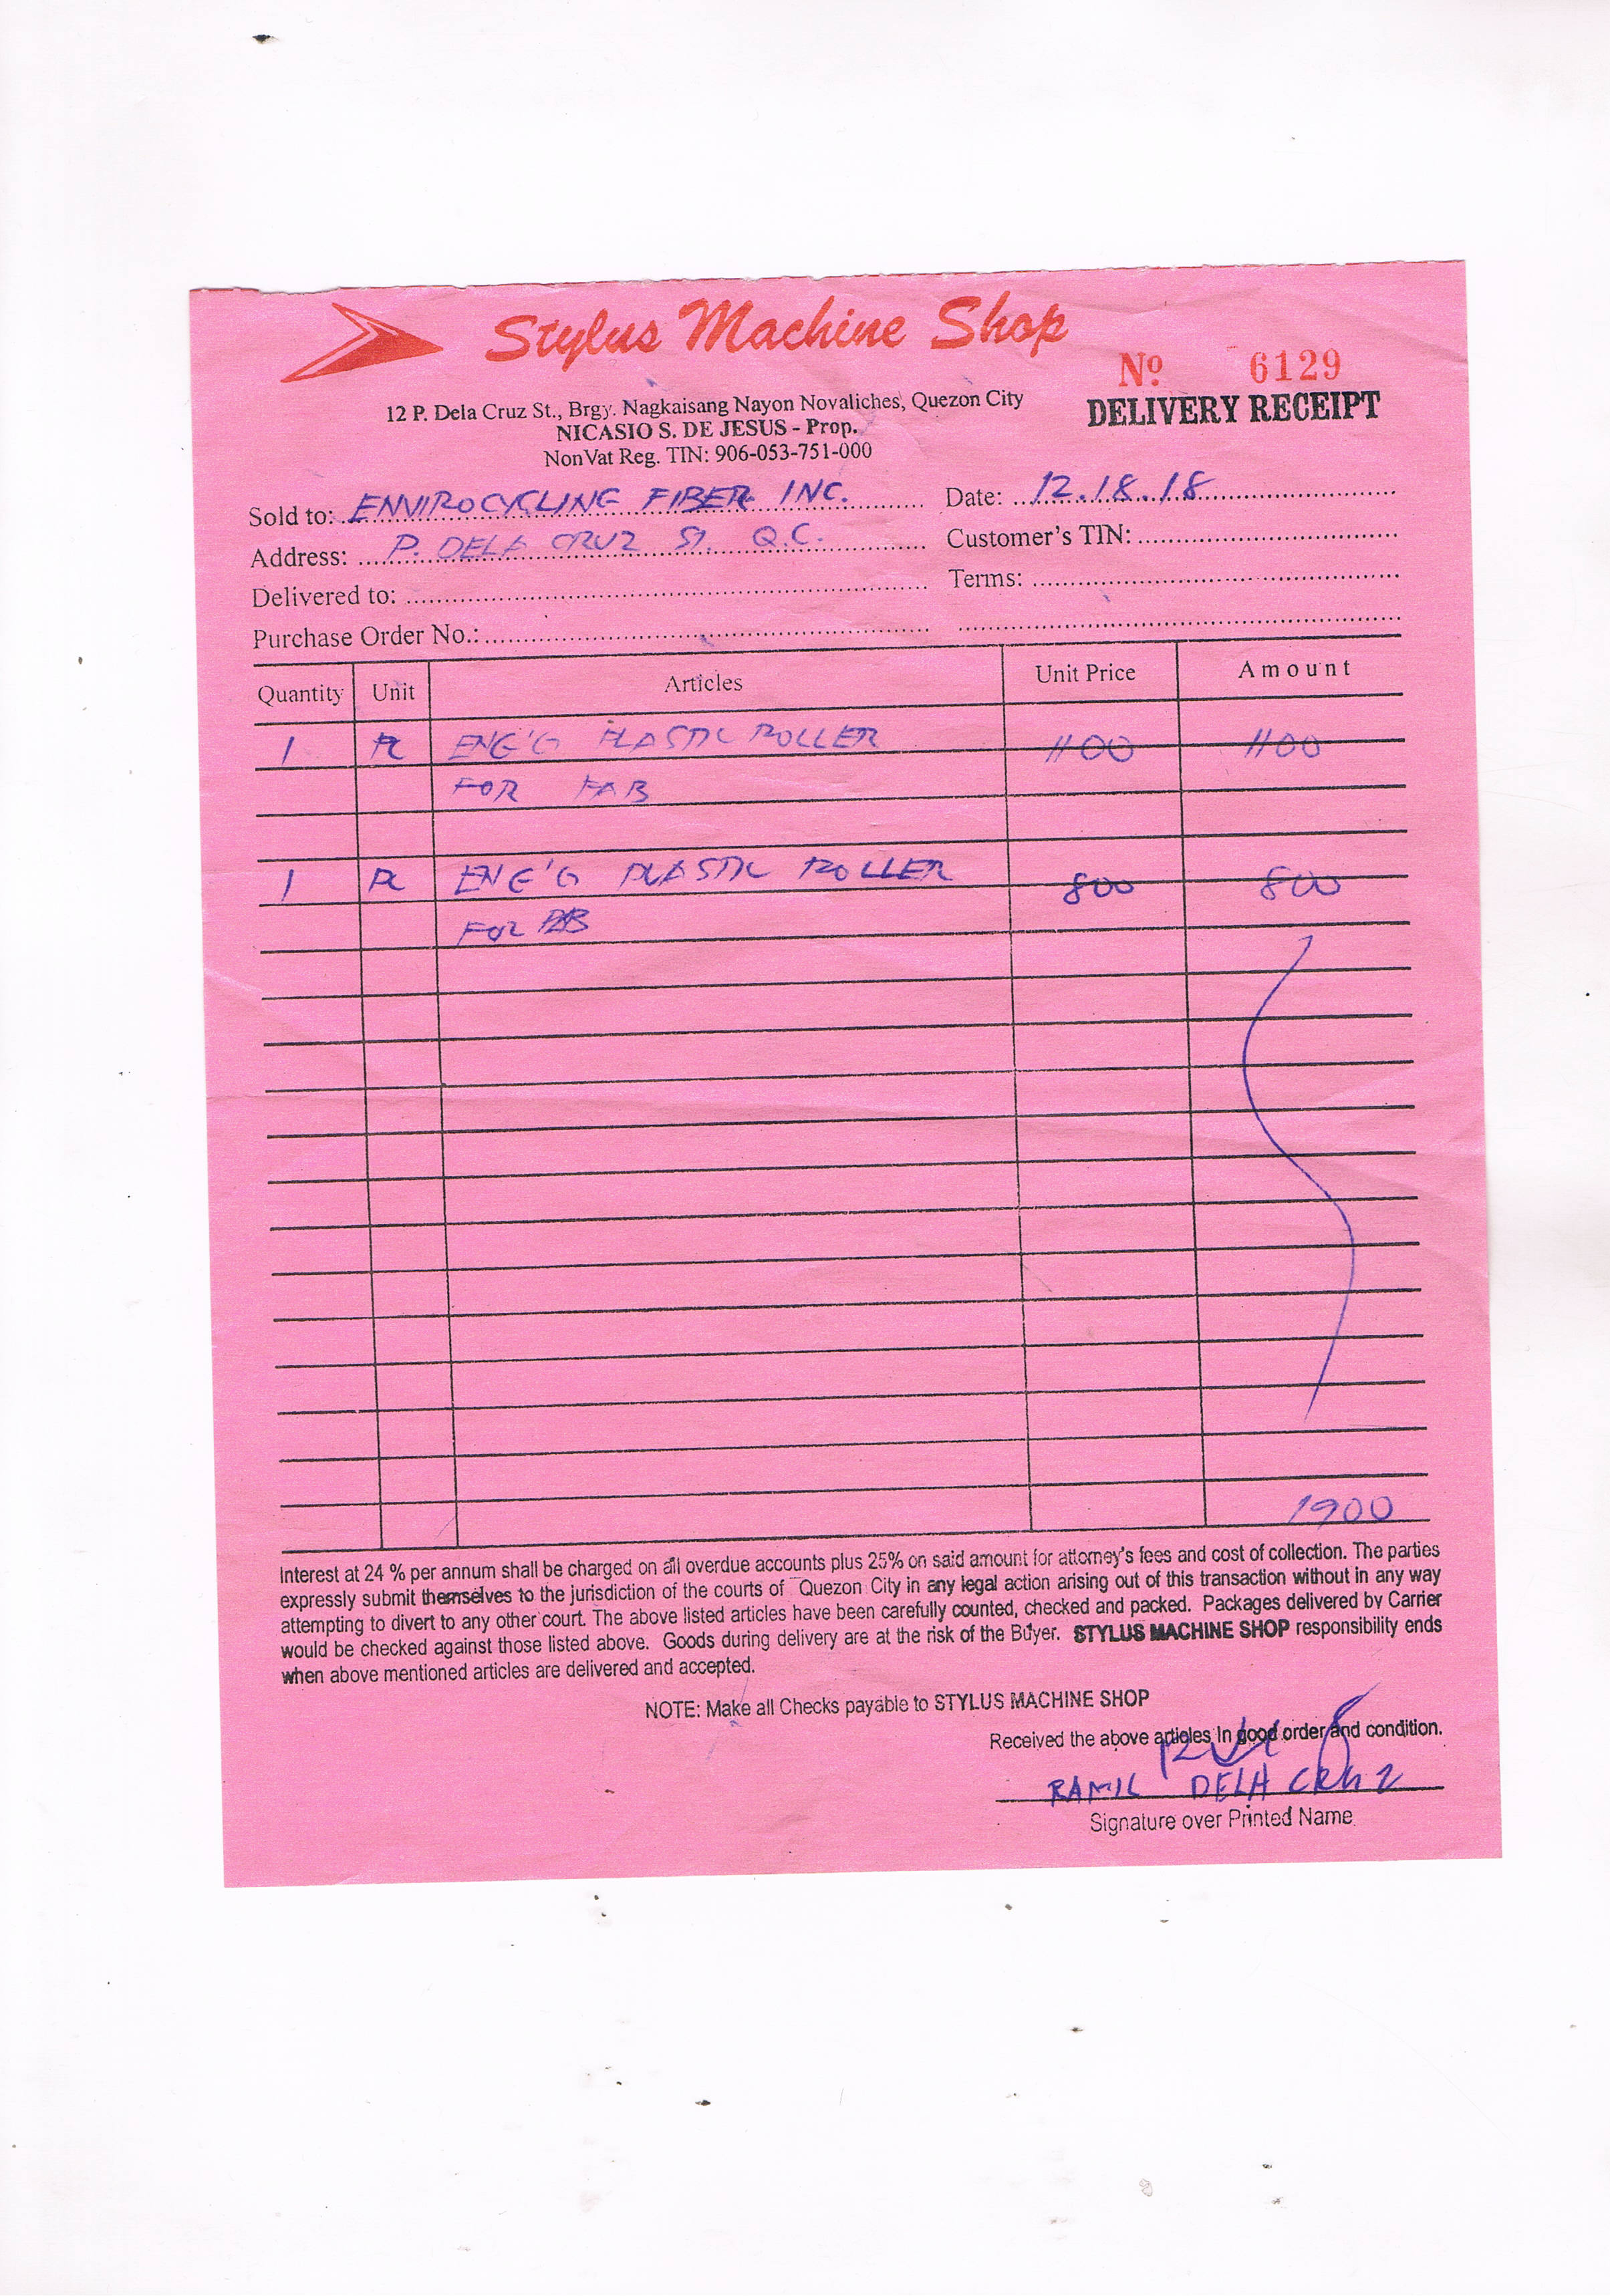 Stylus Machine Shop
Nº 6129
12 P. Dela Cruz St., Brgy. Nagkaisang Nayon Novaliches, Quezon City
DELIVERY RECEIPT
NICASIO S. DE JESUS - Prop.
NonVat Reg. TIN: 906-053-751-000
Sold to: ENVIROCYCLING FIBER INC. Date: 12.18.18
Address: P. DELA CRUZ ST. Q.C. Customer's TIN:
Delivered to: Terms:
Purchase Order No.:
Quantity Unit Articles Unit Price Amount
1 PC ENG'G PLASTIC ROLLER 1100 1100
FOR FAB
1 PC ENG'G PLASTIC ROLLER 800 800
FOR
1900
Interest at 24 % per annum shall be charged on all overdue accounts plus 25% on said amount for attorney's fees and cost of collection. The parties
expressly submit themselves to the jurisdiction of the courts of Quezon City in any legal action arising out of this transaction without in any way
attempting to divert to any other court. The above listed articles have been carefully counted, checked and packed. Packages delivered by Carrier
would be checked against those listed above. Goods during delivery are at the risk of the Buyer. STYLUS MACHINE SHOP responsibility ends
when above mentioned articles are delivered and accepted.
NOTE: Make all Checks payable to STYLUS MACHINE SHOP
Received the above articles In good order and condition.
RAMIL DELA CRUZ
Signature over Printed Name